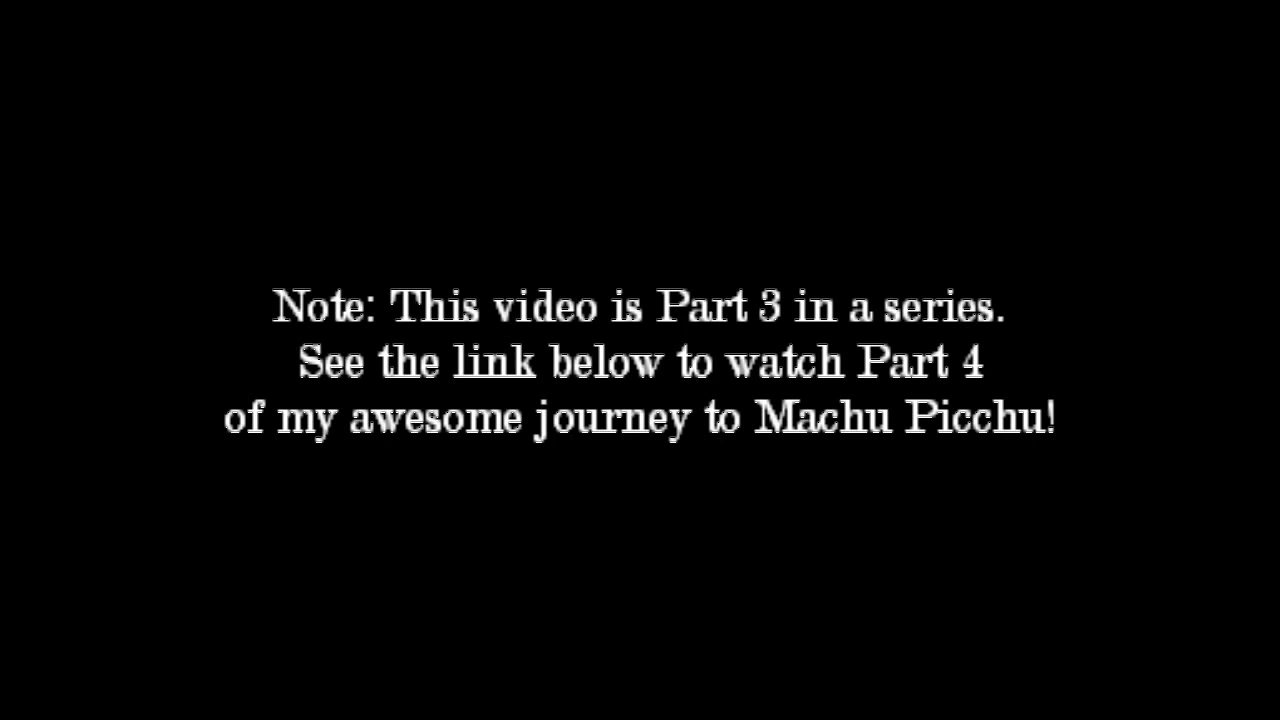 Note: This video is Part 3 in a series.
See the link below to watch Part 4
of my awesome journey to Machu Picchu!